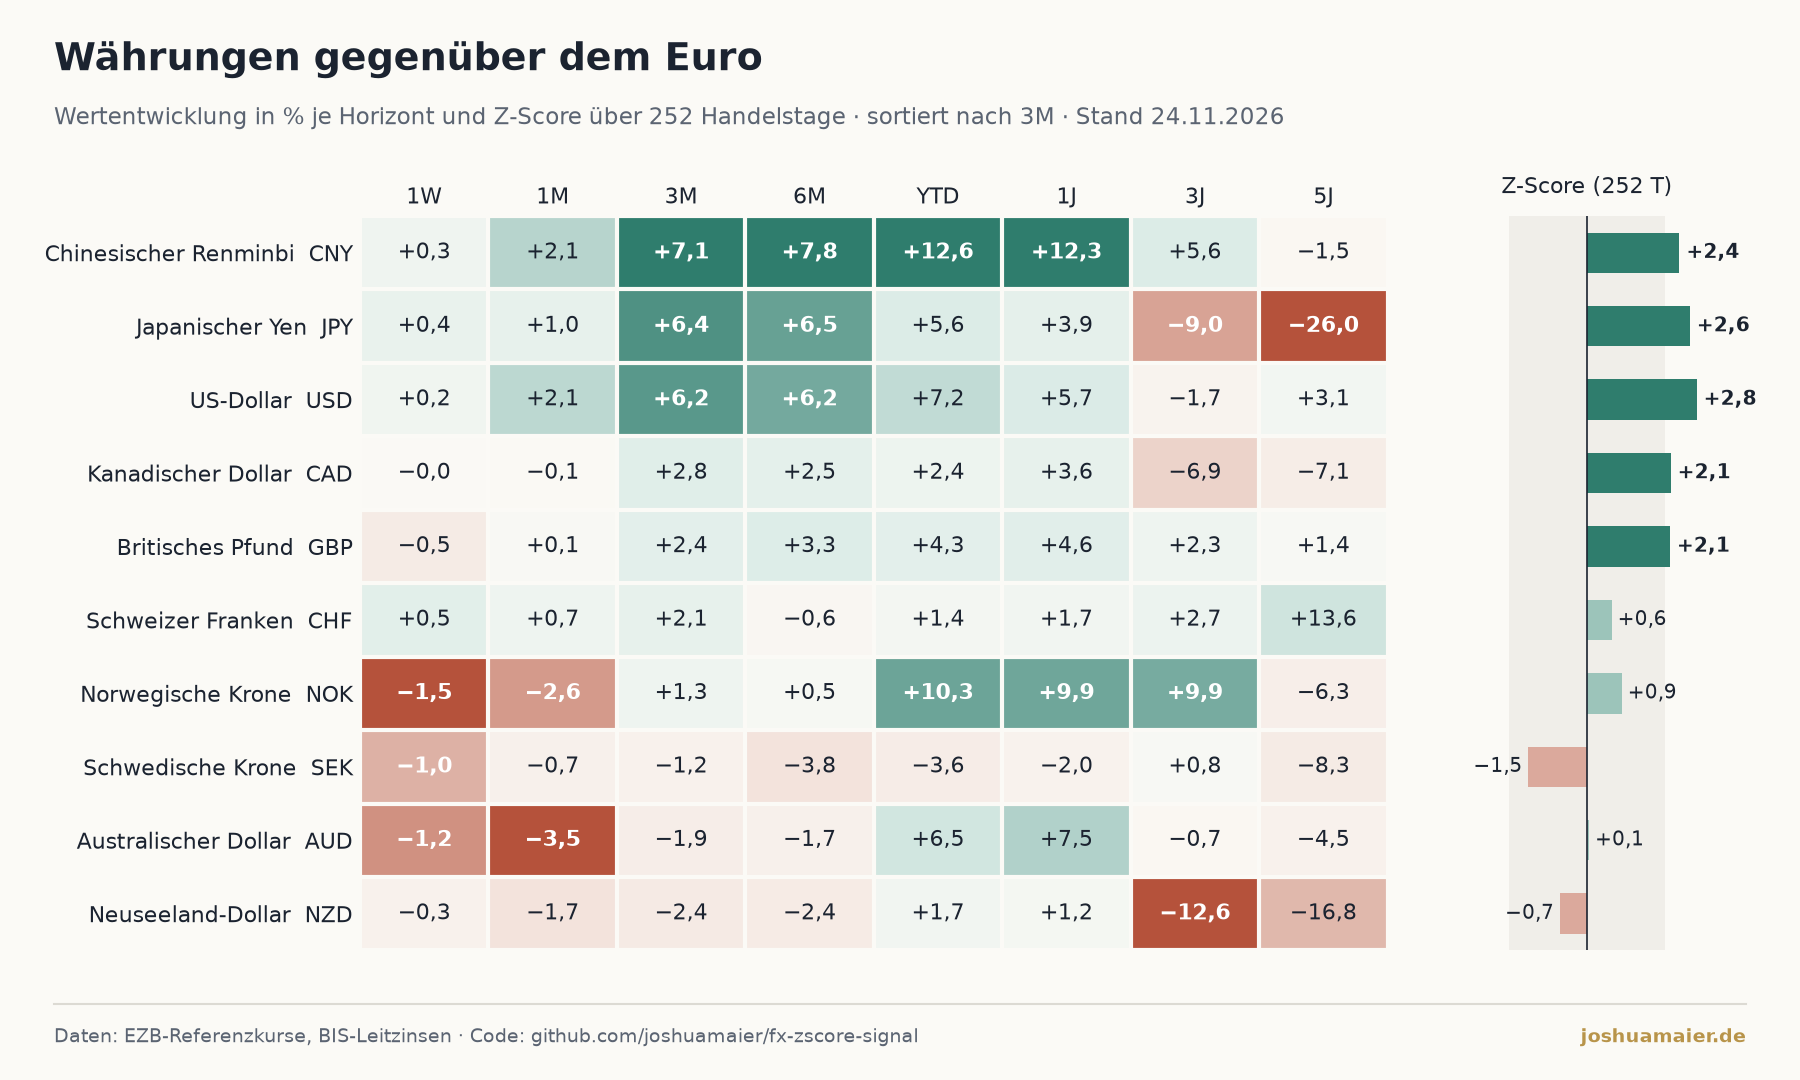 Währungen gegenüber dem Euro
Wertentwicklung in % je Horizont und Z-Score über 252 Handelstage · sortiert nach 3M · Stand 24.11.2026
1W 1M 3M 6M YTD 1J 3J 5J Z-Score (252 T)
Chinesischer Renminbi CNY +0,3 +2,1 +7,1 +7,8 +12,6 +12,3 +5,6 −1,5 +2,4
Japanischer Yen JPY +0,4 +1,0 +6,4 +6,5 +5,6 +3,9 −9,0 −26,0 +2,6
US-Dollar USD +0,2 +2,1 +6,2 +6,2 +7,2 +5,7 −1,7 +3,1 +2,8
Kanadischer Dollar CAD −0,0 −0,1 +2,8 +2,5 +2,4 +3,6 −6,9 −7,1 +2,1
Britisches Pfund GBP −0,5 +0,1 +2,4 +3,3 +4,3 +4,6 +2,3 +1,4 +2,1
Schweizer Franken CHF +0,5 +0,7 +2,1 −0,6 +1,4 +1,7 +2,7 +13,6 +0,6
Norwegische Krone NOK −1,5 −2,6 +1,3 +0,5 +10,3 +9,9 +9,9 −6,3 +0,9
Schwedische Krone SEK −1,0 −0,7 −1,2 −3,8 −3,6 −2,0 +0,8 −8,3 −1,5
Australischer Dollar AUD −1,2 −3,5 −1,9 −1,7 +6,5 +7,5 −0,7 −4,5 +0,1
Neuseeland-Dollar NZD −0,3 −1,7 −2,4 −2,4 +1,7 +1,2 −12,6 −16,8 −0,7
Daten: EZB-Referenzkurse, BIS-Leitzinsen · Code: github.com/joshuamaier/fx-zscore-signal
joshuamaier.de